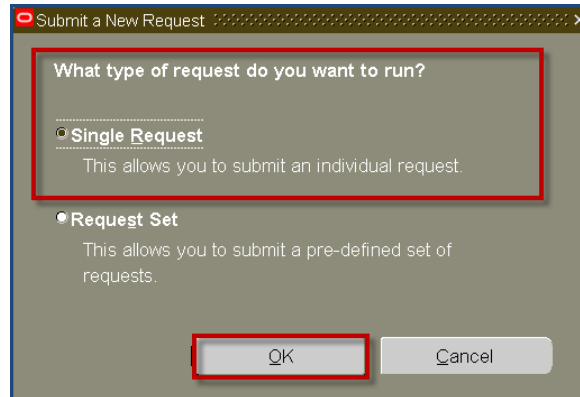 Submit a New Request
What type of request do you want to run?
Single Request
This allows you to submit an individual request.
Request Set
This allows you to submit a pre-defined set of
requests.
OK
Cancel